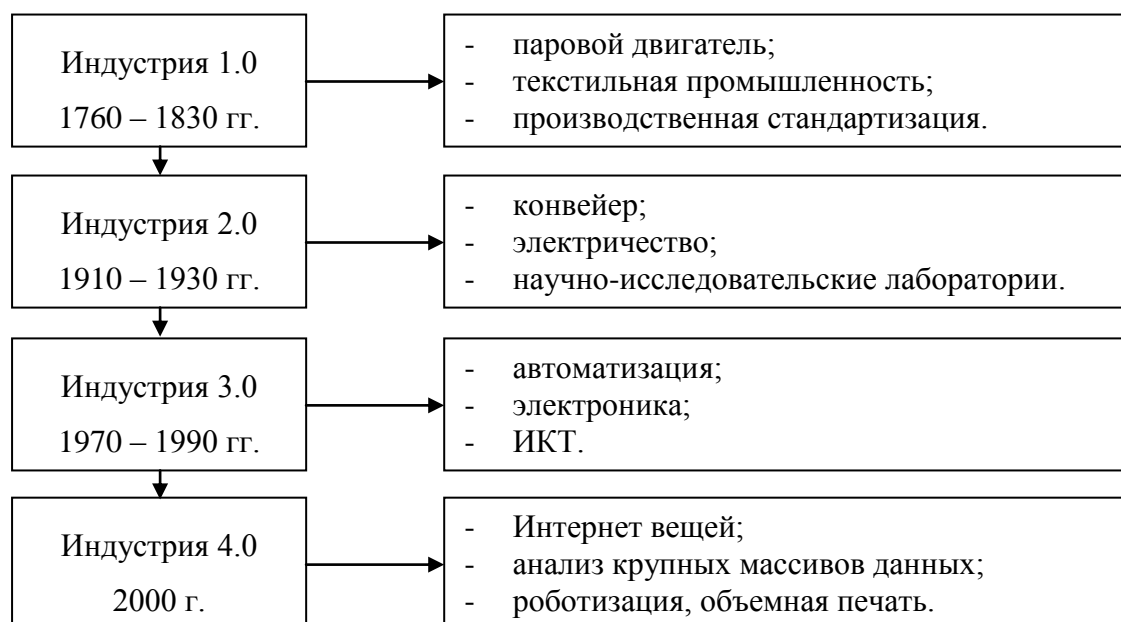 Индустрия 1.0
1760 – 1830 гг.
- паровой двигатель;
- текстильная промышленность;
- производственная стандартизация.
Индустрия 2.0
1910 – 1930 гг.
- конвейер;
- электричество;
- научно-исследовательские лаборатории.
Индустрия 3.0
1970 – 1990 гг.
- автоматизация;
- электроника;
- ИКТ.
Индустрия 4.0
2000 г.
- Интернет вещей;
- анализ крупных массивов данных;
- роботизация, объемная печать.